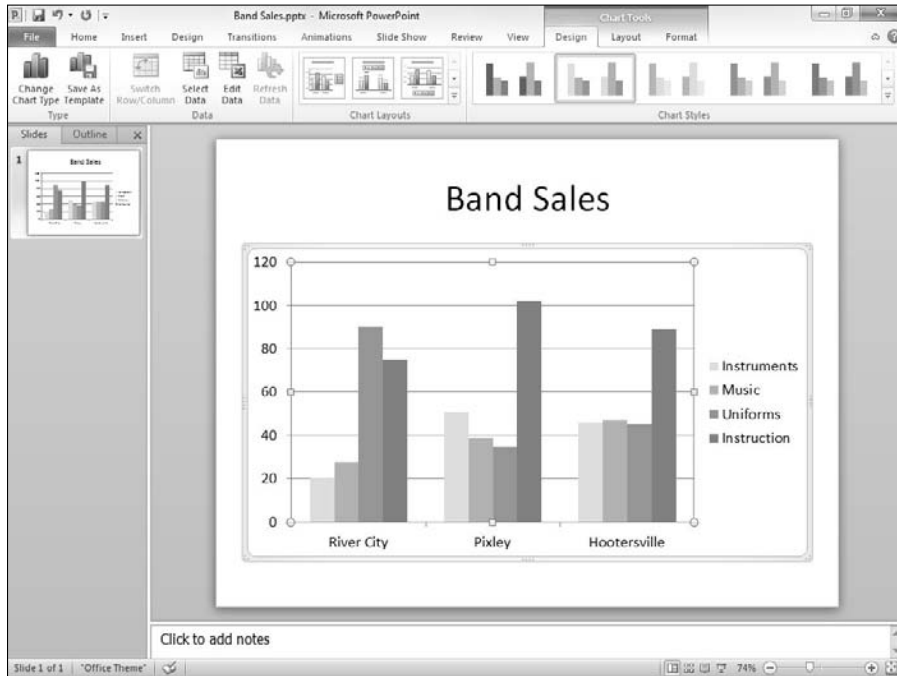 Band Sales.pptx - Microsoft PowerPoint
Chart Tools
File Home Insert Design Transitions Animations Slide Show Review View Design Layout Format
Change Chart Type
Save As Template
Switch Row/Column
Select Data
Edit Data
Refresh Data
Type
Data
Chart Layouts
Chart Styles
Slides Outline
1
Band Sales
Band Sales
120
100
80
60
40
20
0
River City Pixley Hootersville
Instruments
Music
Uniforms
Instruction
Click to add notes
Slide 1 of 1 "Office Theme" 74%